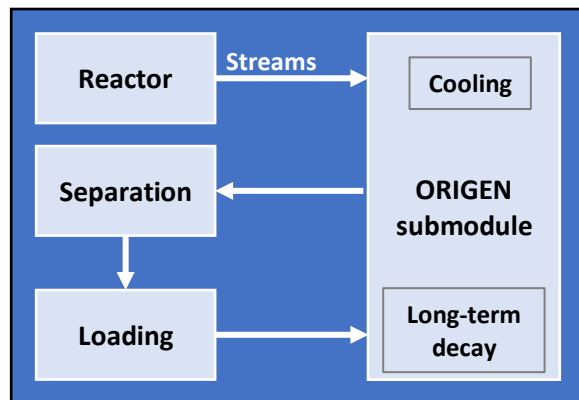 Reactor
Streams
Cooling
Separation
ORIGEN
submodule
Loading
Long-term
decay